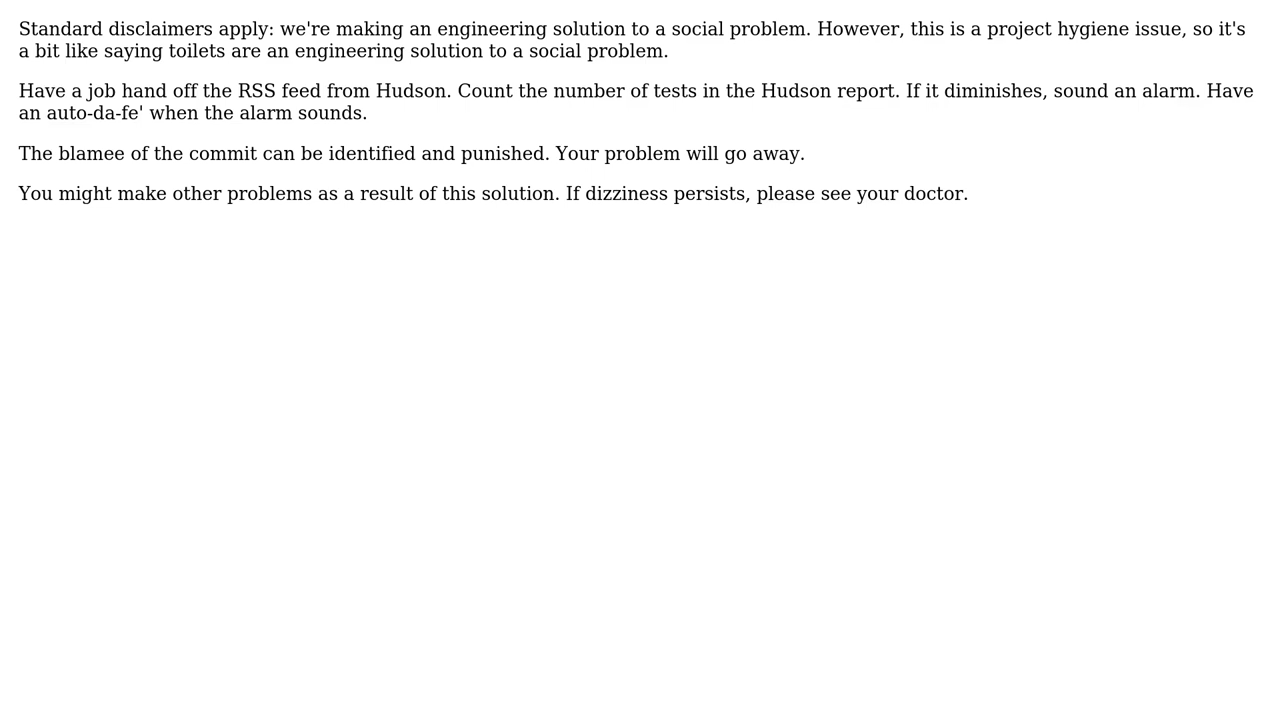 Standard disclaimers apply: we're making an engineering solution to a social problem. However, this is a project hygiene issue, so it's
a bit like saying toilets are an engineering solution to a social problem.
Have a job hand off the RSS feed from Hudson. Count the number of tests in the Hudson report. If it diminishes, sound an alarm. Have
an auto-da-fe' when the alarm sounds.
The blamee of the commit can be identified and punished. Your problem will go away.
You might make other problems as a result of this solution. If dizziness persists, please see your doctor.